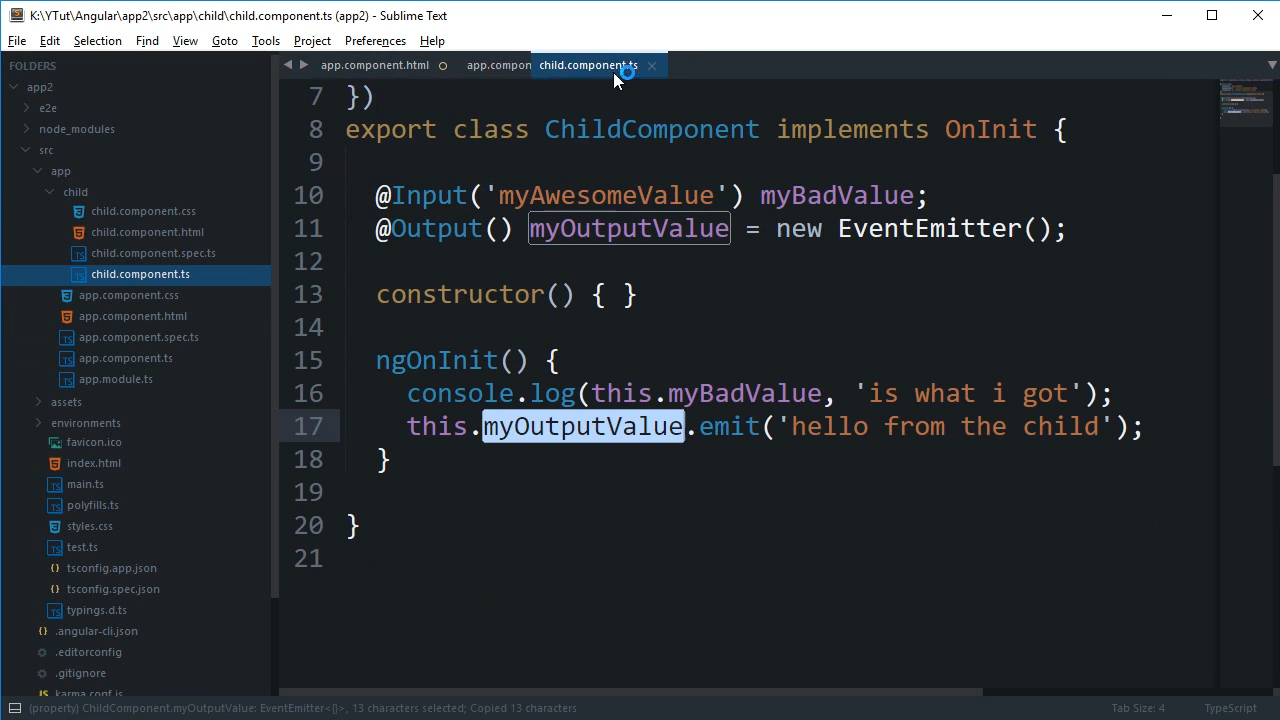 K:\YTut\Angular\app2\src\app\child\child.component.ts (app2) - Sublime Text
File Edit Selection Find View Goto Tools Project Preferences Help
FOLDERS
app2
e2e
node_modules
src
app
child
child.component.css
child.component.html
child.component.spec.ts
child.component.ts
app.component.css
app.component.html
app.component.spec.ts
app.component.ts
app.module.ts
assets
environments
favicon.ico
index.html
main.ts
polyfills.ts
styles.css
test.ts
tsconfig.app.json
tsconfig.spec.json
typings.d.ts
.angular-cli.json
.editorconfig
.gitignore
karma.conf.js
app.component.html app.compon child.component.ts
7 })
8 export class ChildComponent implements OnInit {
9
10 @Input('myAwesomeValue') myBadValue;
11 @Output() myOutputValue = new EventEmitter();
12
13 constructor() { }
14
15 ngOnInit() {
16 console.log(this.myBadValue, 'is what i got');
17 this.myOutputValue.emit('hello from the child');
18 }
19
20 }
21
(property) ChildComponent.myOutputValue: EventEmitter<{}>, 13 characters selected; Copied 13 characters
Tab Size: 4 TypeScript